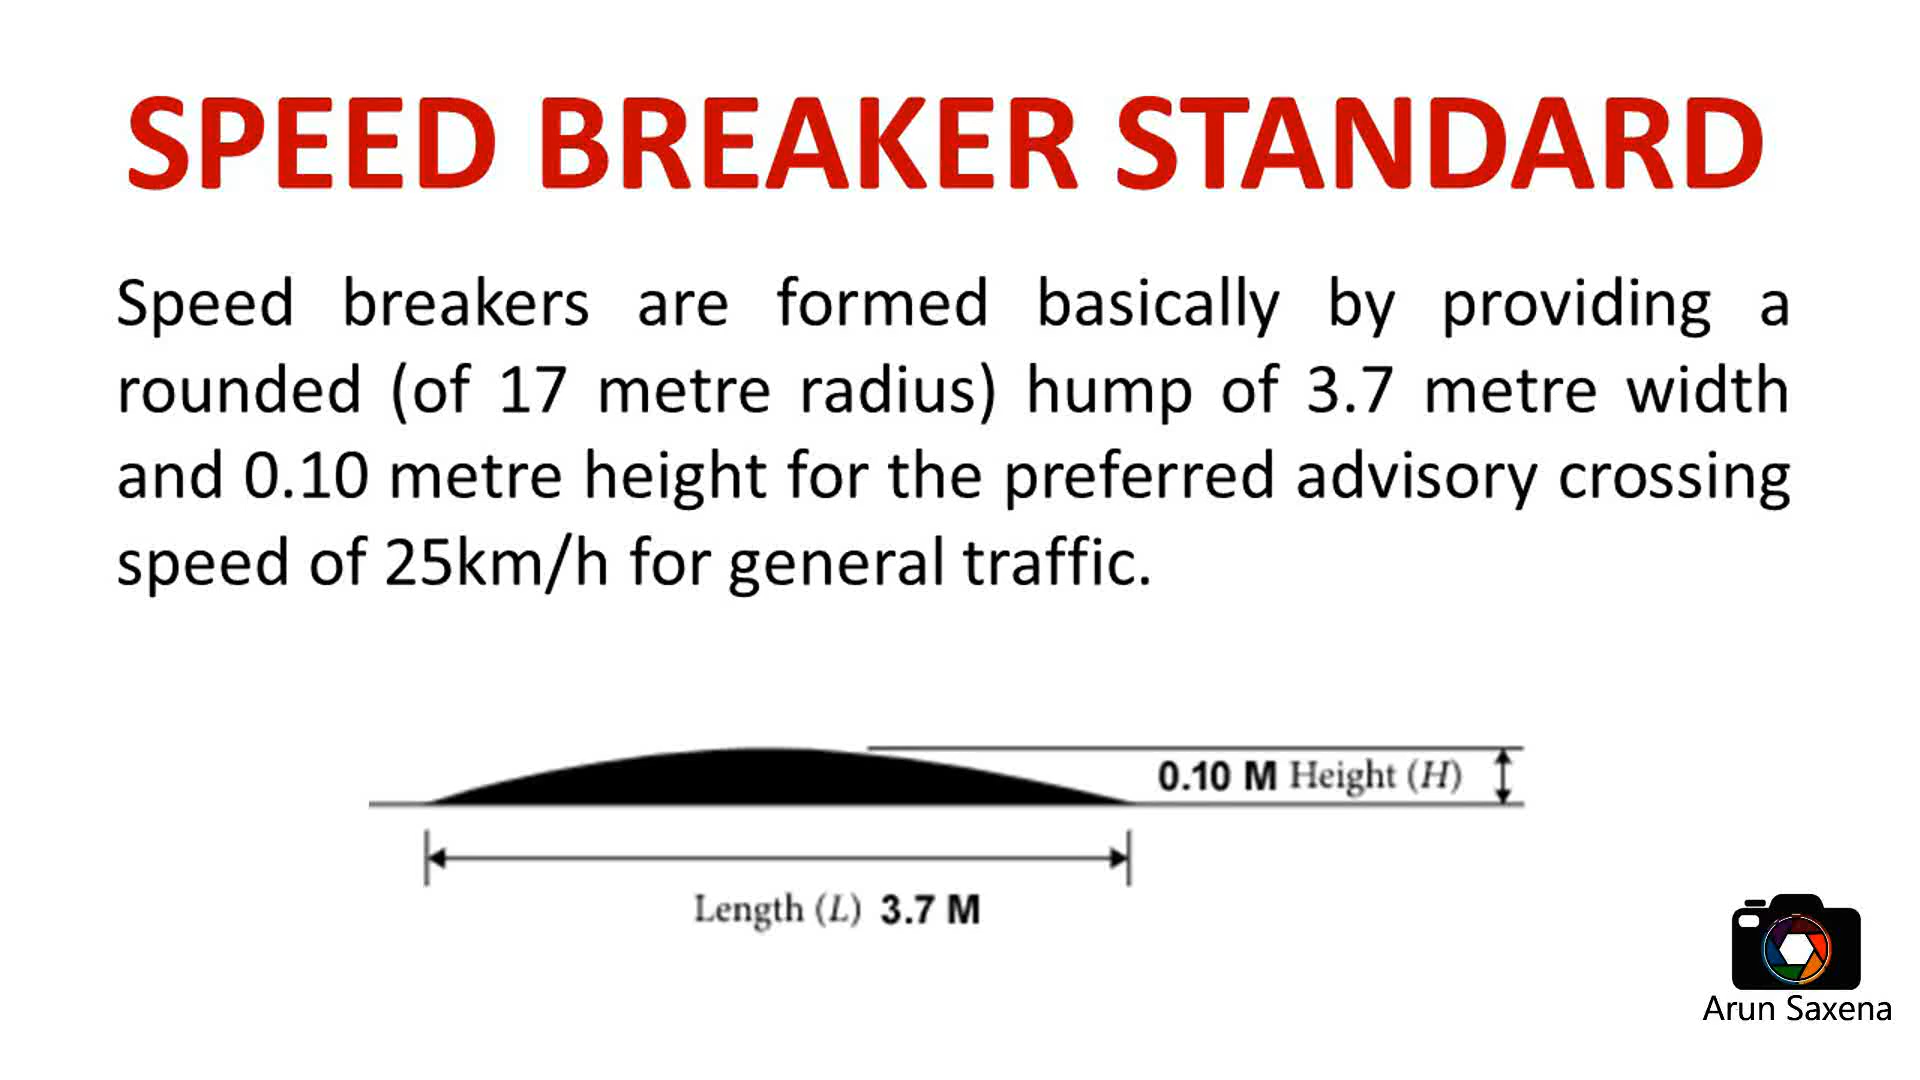 SPEED BREAKER STANDARD
Speed breakers are formed basically by providing a
rounded (of 17 metre radius) hump of 3.7 metre width
and 0.10 metre height for the preferred advisory crossing
speed of 25km/h for general traffic.
0.10 M Height (H)
Length (L) 3.7 M
Arun Saxena